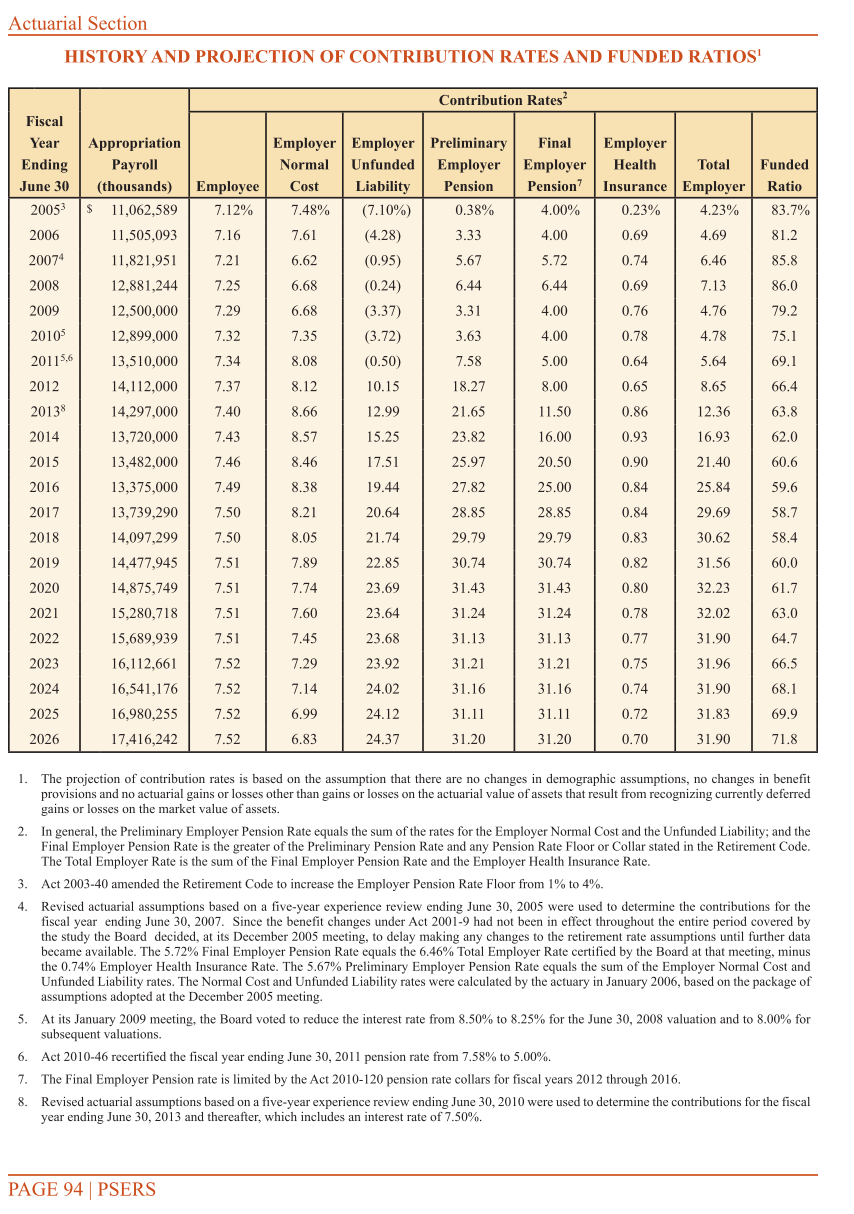 Actuarial Section
HISTORY AND PROJECTION OF CONTRIBUTION RATES AND FUNDED RATIOS1
Contribution Rates2
Fiscal Year Ending June 30 | Appropriation Payroll (thousands) | Employee | Employer Normal Cost | Employer Unfunded Liability | Preliminary Employer Pension | Final Employer Pension7 | Employer Health Insurance | Total Employer | Funded Ratio
20053 $ 11,062,589 7.12% 7.48% (7.10%) 0.38% 4.00% 0.23% 4.23% 83.7%
2006 11,505,093 7.16 7.61 (4.28) 3.33 4.00 0.69 4.69 81.2
20074 11,821,951 7.21 6.62 (0.95) 5.67 5.72 0.74 6.46 85.8
2008 12,881,244 7.25 6.68 (0.24) 6.44 6.44 0.69 7.13 86.0
2009 12,500,000 7.29 6.68 (3.37) 3.31 4.00 0.76 4.76 79.2
20105 12,899,000 7.32 7.35 (3.72) 3.63 4.00 0.78 4.78 75.1
20115,6 13,510,000 7.34 8.08 (0.50) 7.58 5.00 0.64 5.64 69.1
2012 14,112,000 7.37 8.12 10.15 18.27 8.00 0.65 8.65 66.4
20138 14,297,000 7.40 8.66 12.99 21.65 11.50 0.86 12.36 63.8
2014 13,720,000 7.43 8.57 15.25 23.82 16.00 0.93 16.93 62.0
2015 13,482,000 7.46 8.46 17.51 25.97 20.50 0.90 21.40 60.6
2016 13,375,000 7.49 8.38 19.44 27.82 25.00 0.84 25.84 59.6
2017 13,739,290 7.50 8.21 20.64 28.85 28.85 0.84 29.69 58.7
2018 14,097,299 7.50 8.05 21.74 29.79 29.79 0.83 30.62 58.4
2019 14,477,945 7.51 7.89 22.85 30.74 30.74 0.82 31.56 60.0
2020 14,875,749 7.51 7.74 23.69 31.43 31.43 0.80 32.23 61.7
2021 15,280,718 7.51 7.60 23.64 31.24 31.24 0.78 32.02 63.0
2022 15,689,939 7.51 7.45 23.68 31.13 31.13 0.77 31.90 64.7
2023 16,112,661 7.52 7.29 23.92 31.21 31.21 0.75 31.96 66.5
2024 16,541,176 7.52 7.14 24.02 31.16 31.16 0.74 31.90 68.1
2025 16,980,255 7.52 6.99 24.12 31.11 31.11 0.72 31.83 69.9
2026 17,416,242 7.52 6.83 24.37 31.20 31.20 0.70 31.90 71.8
1. The projection of contribution rates is based on the assumption that there are no changes in demographic assumptions, no changes in benefit
provisions and no actuarial gains or losses other than gains or losses on the actuarial value of assets that result from recognizing currently deferred
gains or losses on the market value of assets.
2. In general, the Preliminary Employer Pension Rate equals the sum of the rates for the Employer Normal Cost and the Unfunded Liability; and the
Final Employer Pension Rate is the greater of the Preliminary Pension Rate and any Pension Rate Floor or Collar stated in the Retirement Code.
The Total Employer Rate is the sum of the Final Employer Pension Rate and the Employer Health Insurance Rate.
3. Act 2003-40 amended the Retirement Code to increase the Employer Pension Rate Floor from 1% to 4%.
4. Revised actuarial assumptions based on a five-year experience review ending June 30, 2005 were used to determine the contributions for the
fiscal year ending June 30, 2007. Since the benefit changes under Act 2001-9 had not been in effect throughout the entire period covered by
the study the Board decided, at its December 2005 meeting, to delay making any changes to the retirement rate assumptions until further data
became available. The 5.72% Final Employer Pension Rate equals the 6.46% Total Employer Rate certified by the Board at that meeting, minus
the 0.74% Employer Health Insurance Rate. The 5.67% Preliminary Employer Pension Rate equals the sum of the Employer Normal Cost and
Unfunded Liability rates. The Normal Cost and Unfunded Liability rates were calculated by the actuary in January 2006, based on the package of
assumptions adopted at the December 2005 meeting.
5. At its January 2009 meeting, the Board voted to reduce the interest rate from 8.50% to 8.25% for the June 30, 2008 valuation and to 8.00% for
subsequent valuations.
6. Act 2010-46 recertified the fiscal year ending June 30, 2011 pension rate from 7.58% to 5.00%.
7. The Final Employer Pension rate is limited by the Act 2010-120 pension rate collars for fiscal years 2012 through 2016.
8. Revised actuarial assumptions based on a five-year experience review ending June 30, 2010 were used to determine the contributions for the fiscal
year ending June 30, 2013 and thereafter, which includes an interest rate of 7.50%.
PAGE 94 | PSERS